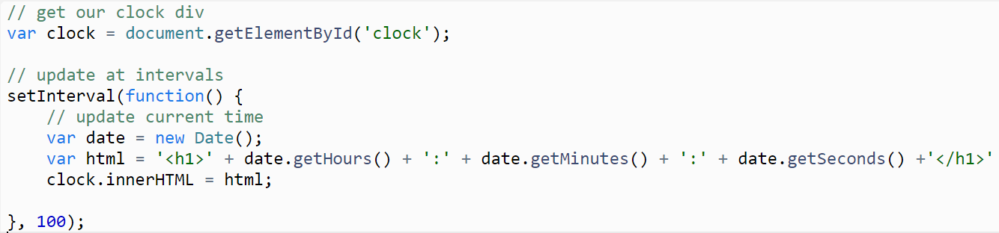 // get our clock div
var clock = document.getElementById('clock');
// update at intervals
setInterval(function() {
    // update current time
    var date = new Date();
    var html = '<h1>' + date.getHours() + ':' + date.getMinutes() + ':' + date.getSeconds() +'</h1>'
    clock.innerHTML = html;
}, 100);